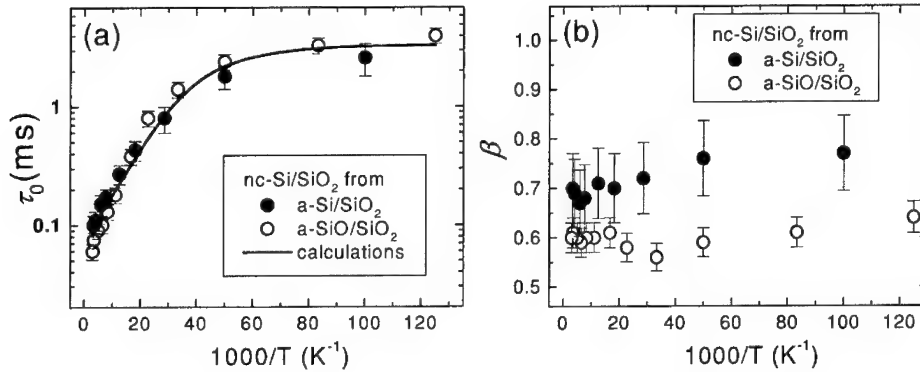 (a)
τ0(ms)
1
0.1
nc-Si/SiO2 from
a-Si/SiO2
a-SiO/SiO2
calculations
0 20 40 60 80 100 120
1000/T (K-1)
(b)
β
1.0
0.9
0.8
0.7
0.6
0.5
nc-Si/SiO2 from
a-Si/SiO2
a-SiO/SiO2
0 20 40 60 80 100 120
1000/T (K-1)